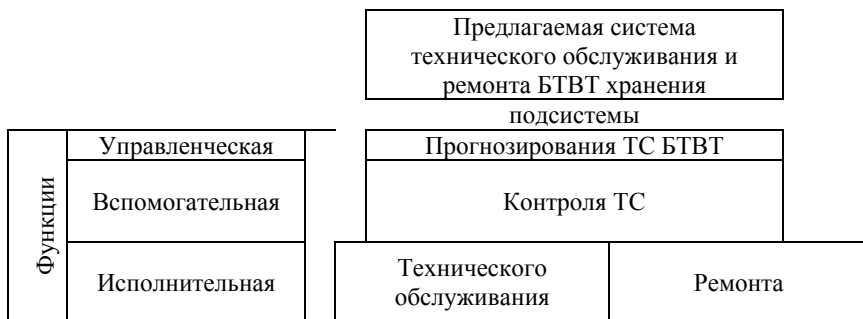 Предлагаемая система
технического обслуживания и
ремонта БТВТ хранения
подсистемы
Управленческая
Прогнозирования ТС БТВТ
Функции
Вспомогательная
Контроля ТС
Исполнительная
Технического
обслуживания
Ремонта